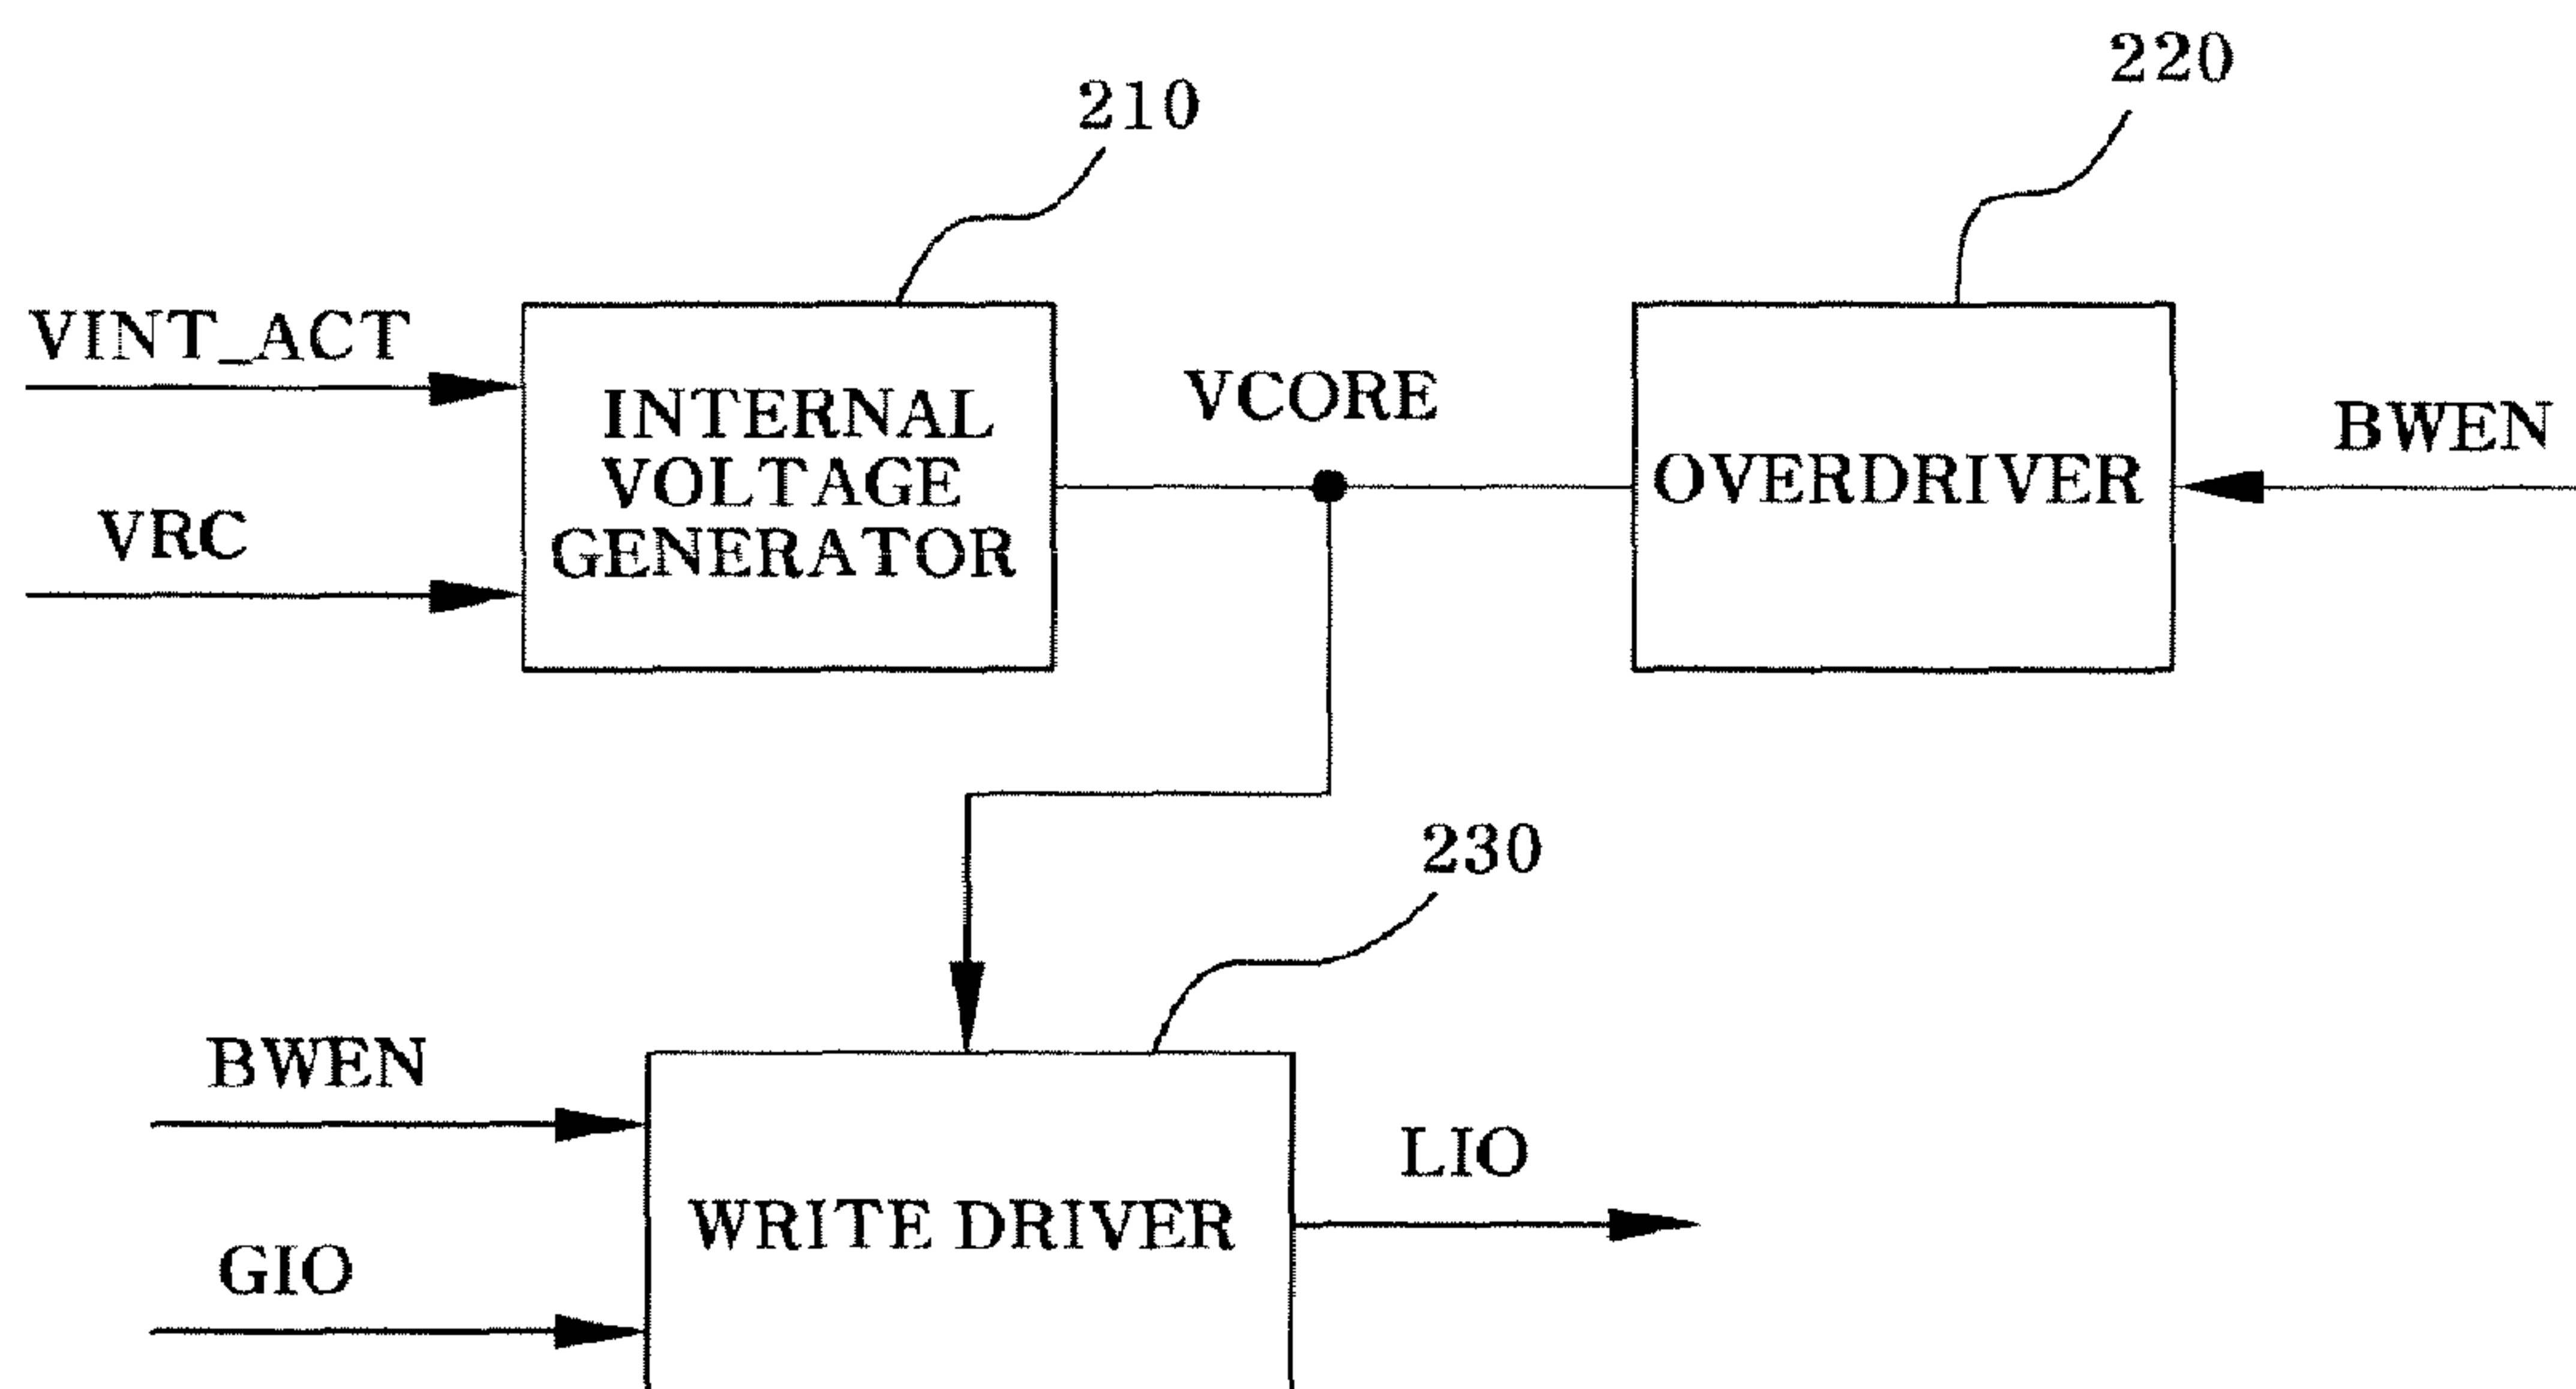 220
210
VINT_ACT
VRC
INTERNAL
VOLTAGE
GENERATOR
VCORE
OVERDRIVER
BWEN
230
BWEN
GIO
WRITE DRIVER
LIO